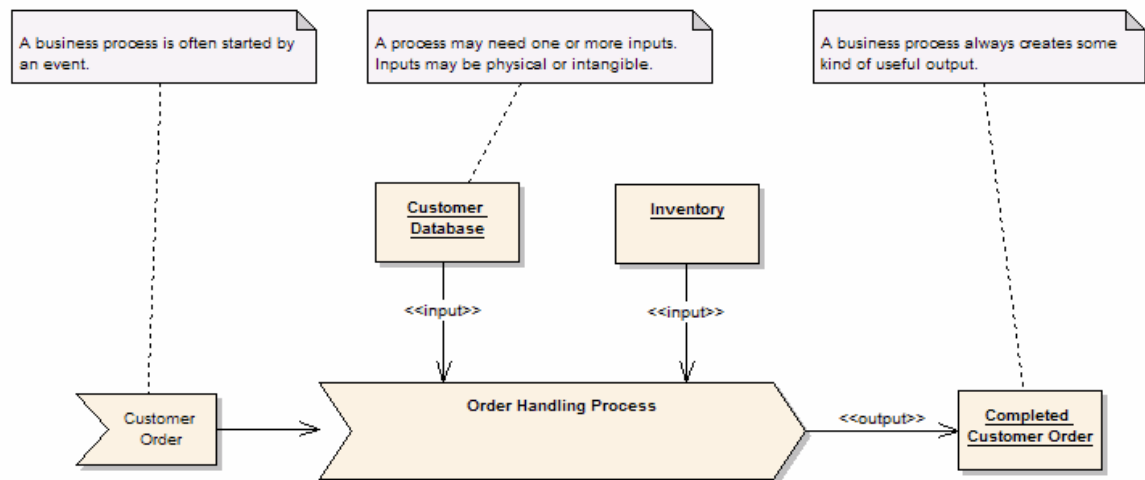 A business process is often started by
an event.
A process may need one or more inputs.
Inputs may be physical or intangible.
A business process always creates some
kind of useful output.
Customer
Database
Inventory
<<input>>
<<input>>
Customer
Order
Order Handling Process
<<output>>
Completed
Customer Order